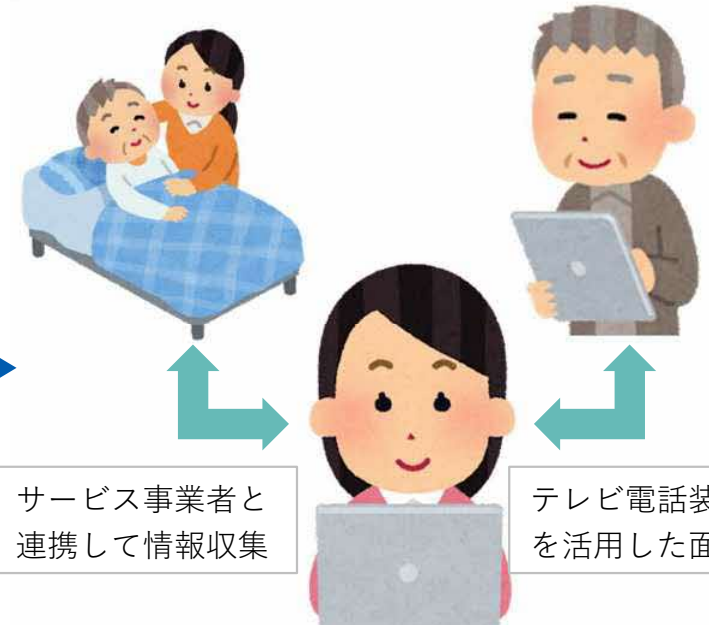 サービス事業者と
連携して情報収集
テレビ電話装
を活用した面